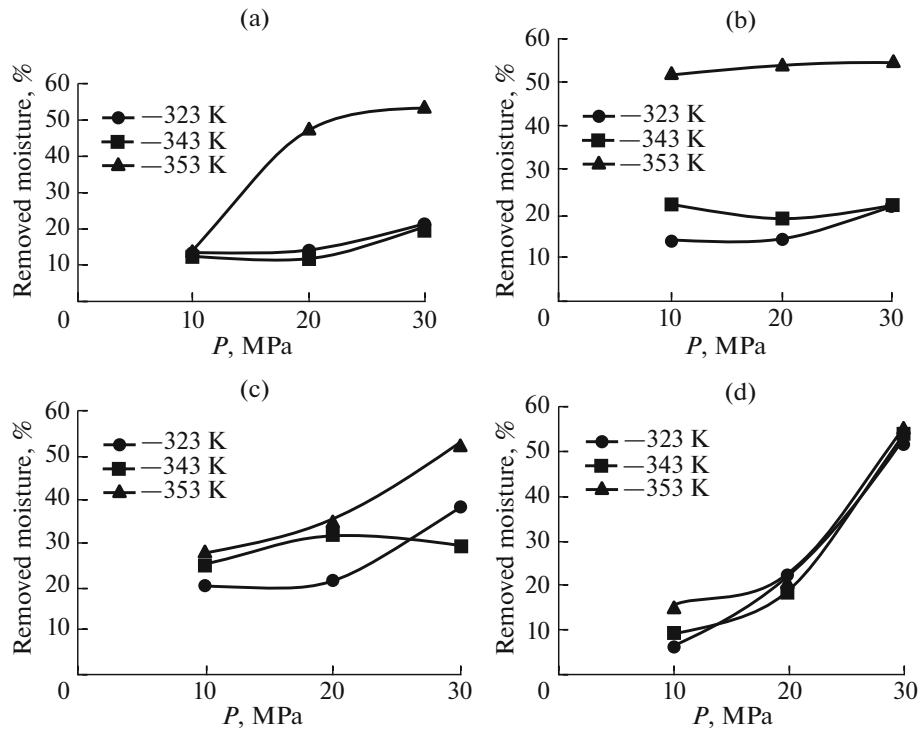 (a)
Removed moisture, %
60
50
40
30
20
10
0
—323 K
—343 K
—353 K
10 20 30
P, MPa
(b)
Removed moisture, %
60
50
40
30
20
10
0
—323 K
—343 K
—353 K
10 20 30
P, MPa
(c)
Removed moisture, %
60
50
40
30
20
10
0
—323 K
—343 K
—353 K
10 20 30
P, MPa
(d)
Removed moisture, %
60
50
40
30
20
10
0
—323 K
—343 K
—353 K
10 20 30
P, MPa